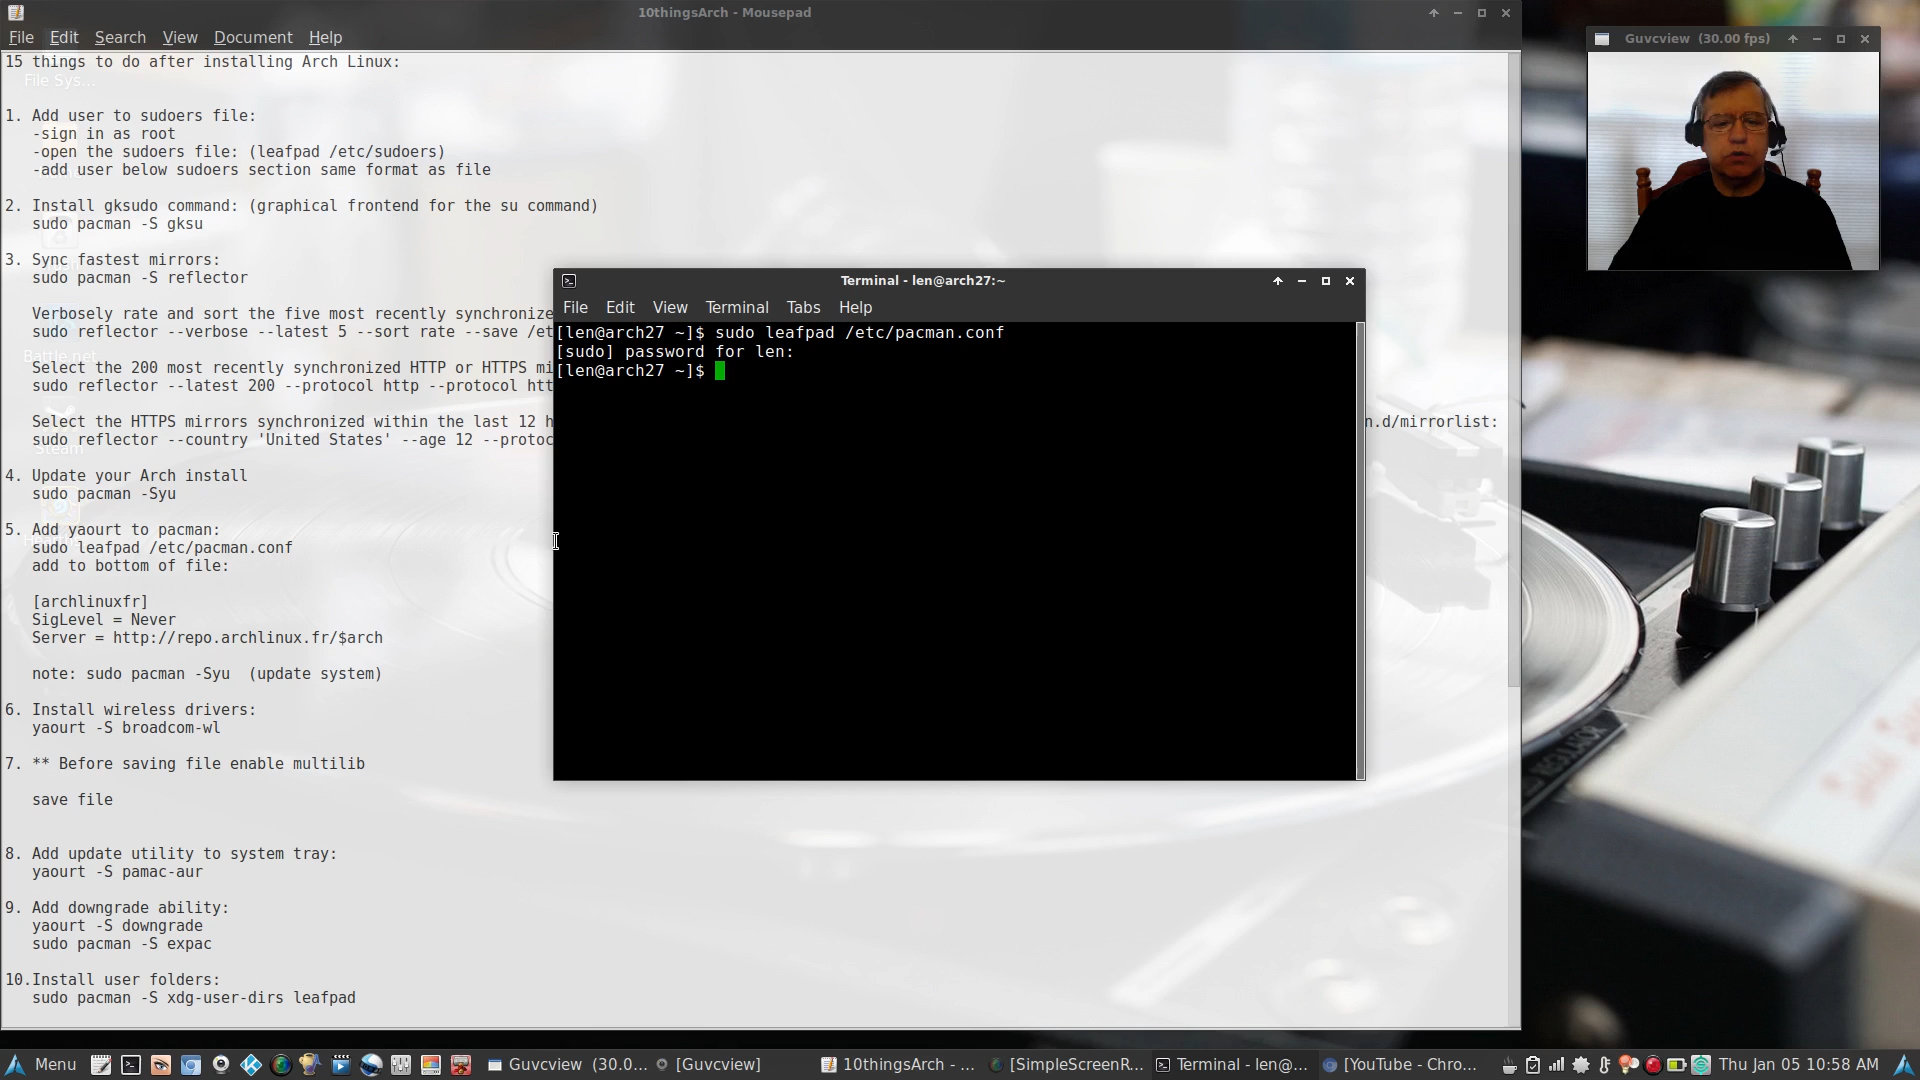 10thingsArch - Mousepad
File Edit Search View Document Help
15 things to do after installing Arch Linux:
File Sys...
1. Add user to sudoers file:
-sign in as root
-open the sudoers file: (leafpad /etc/sudoers)
-add user below sudoers section same format as file
2. Install gksudo command: (graphical frontend for the su command)
sudo pacman -S gksu
3. Sync fastest mirrors:
sudo pacman -S reflector
Verbosely rate and sort the five most recently synchronize
sudo reflector --verbose --latest 5 --sort rate --save /et
Battle.net
Select the 200 most recently synchronized HTTP or HTTPS mi
sudo reflector --latest 200 --protocol http --protocol htt
Select the HTTPS mirrors synchronized within the last 12 h
n.d/mirrorlist:
sudo reflector --country 'United States' --age 12 --protoc
Steam
4. Update your Arch install
sudo pacman -Syu
5. Add yaourt to pacman:
sudo leafpad /etc/pacman.conf
add to bottom of file:
[archlinuxfr]
SigLevel = Never
Server = http://repo.archlinux.fr/$arch
note: sudo pacman -Syu (update system)
6. Install wireless drivers:
yaourt -S broadcom-wl
7. ** Before saving file enable multilib
save file
8. Add update utility to system tray:
yaourt -S pamac-aur
9. Add downgrade ability:
yaourt -S downgrade
sudo pacman -S expac
10.Install user folders:
sudo pacman -S xdg-user-dirs leafpad
Terminal - len@arch27:~
File Edit View Terminal Tabs Help
[len@arch27 ~]$ sudo leafpad /etc/pacman.conf
[sudo] password for len:
[len@arch27 ~]$
Guvcview (30.00 fps)
Menu
Guvcview (30.0...
[Guvcview]
10thingsArch - ...
[SimpleScreenR...
Terminal - len@...
[YouTube - Chro...
Thu Jan 05 10:58 AM